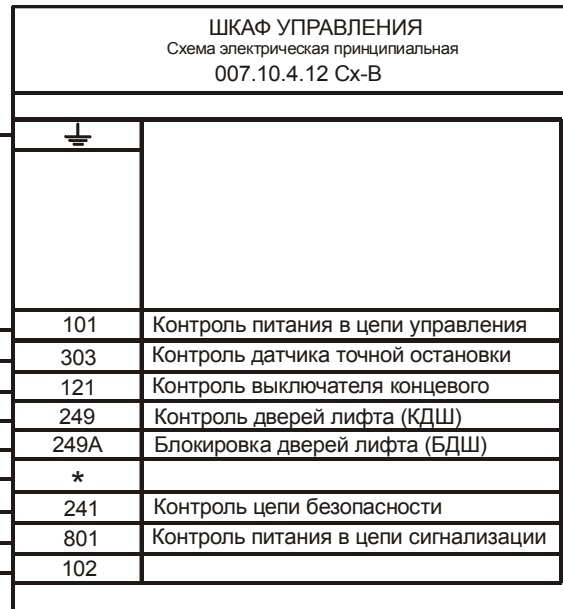 ШКАФ УПРАВЛЕНИЯ
Схема электрическая принципиальная
007.10.4.12 Сх-В
101 Контроль питания в цепи управления
303 Контроль датчика точной остановки
121 Контроль выключателя концевого
249 Контроль дверей лифта (КДШ)
249А Блокировка дверей лифта (БДШ)
*
241 Контроль цепи безопасности
801 Контроль питания в цепи сигнализации
102